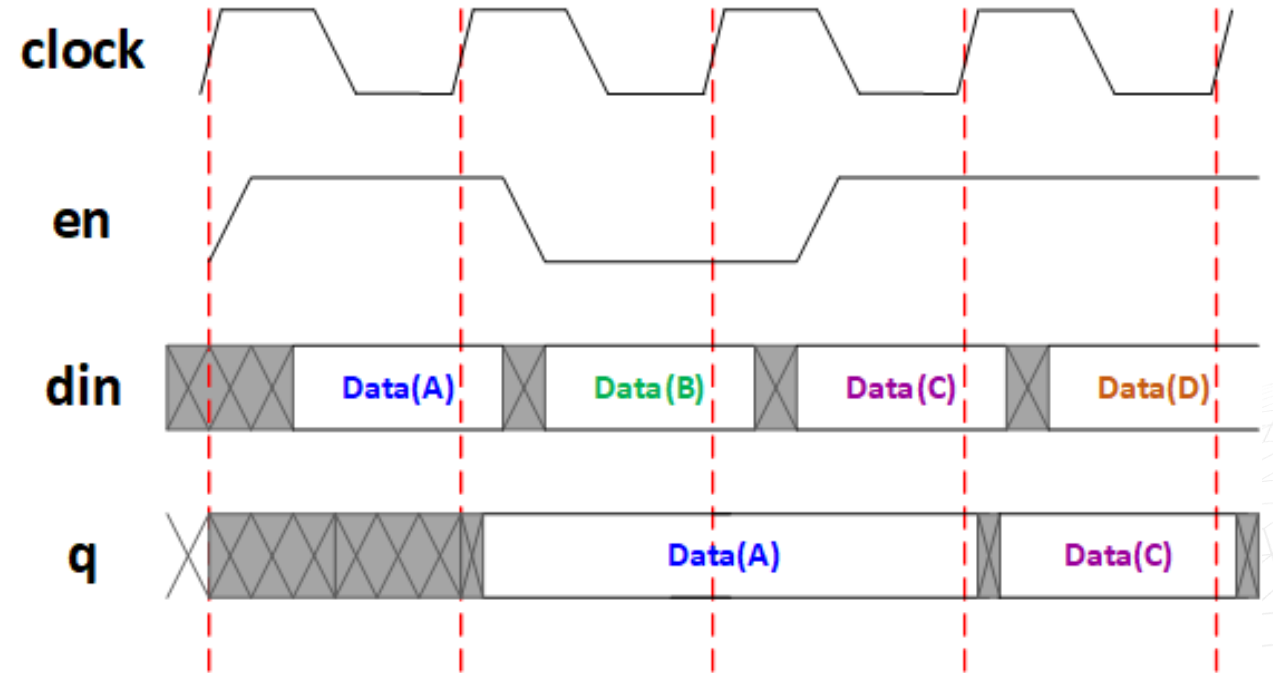 clock
en
din
Data(A)
Data(B)
Data(C)
Data(D)
q
Data(A)
Data(C)